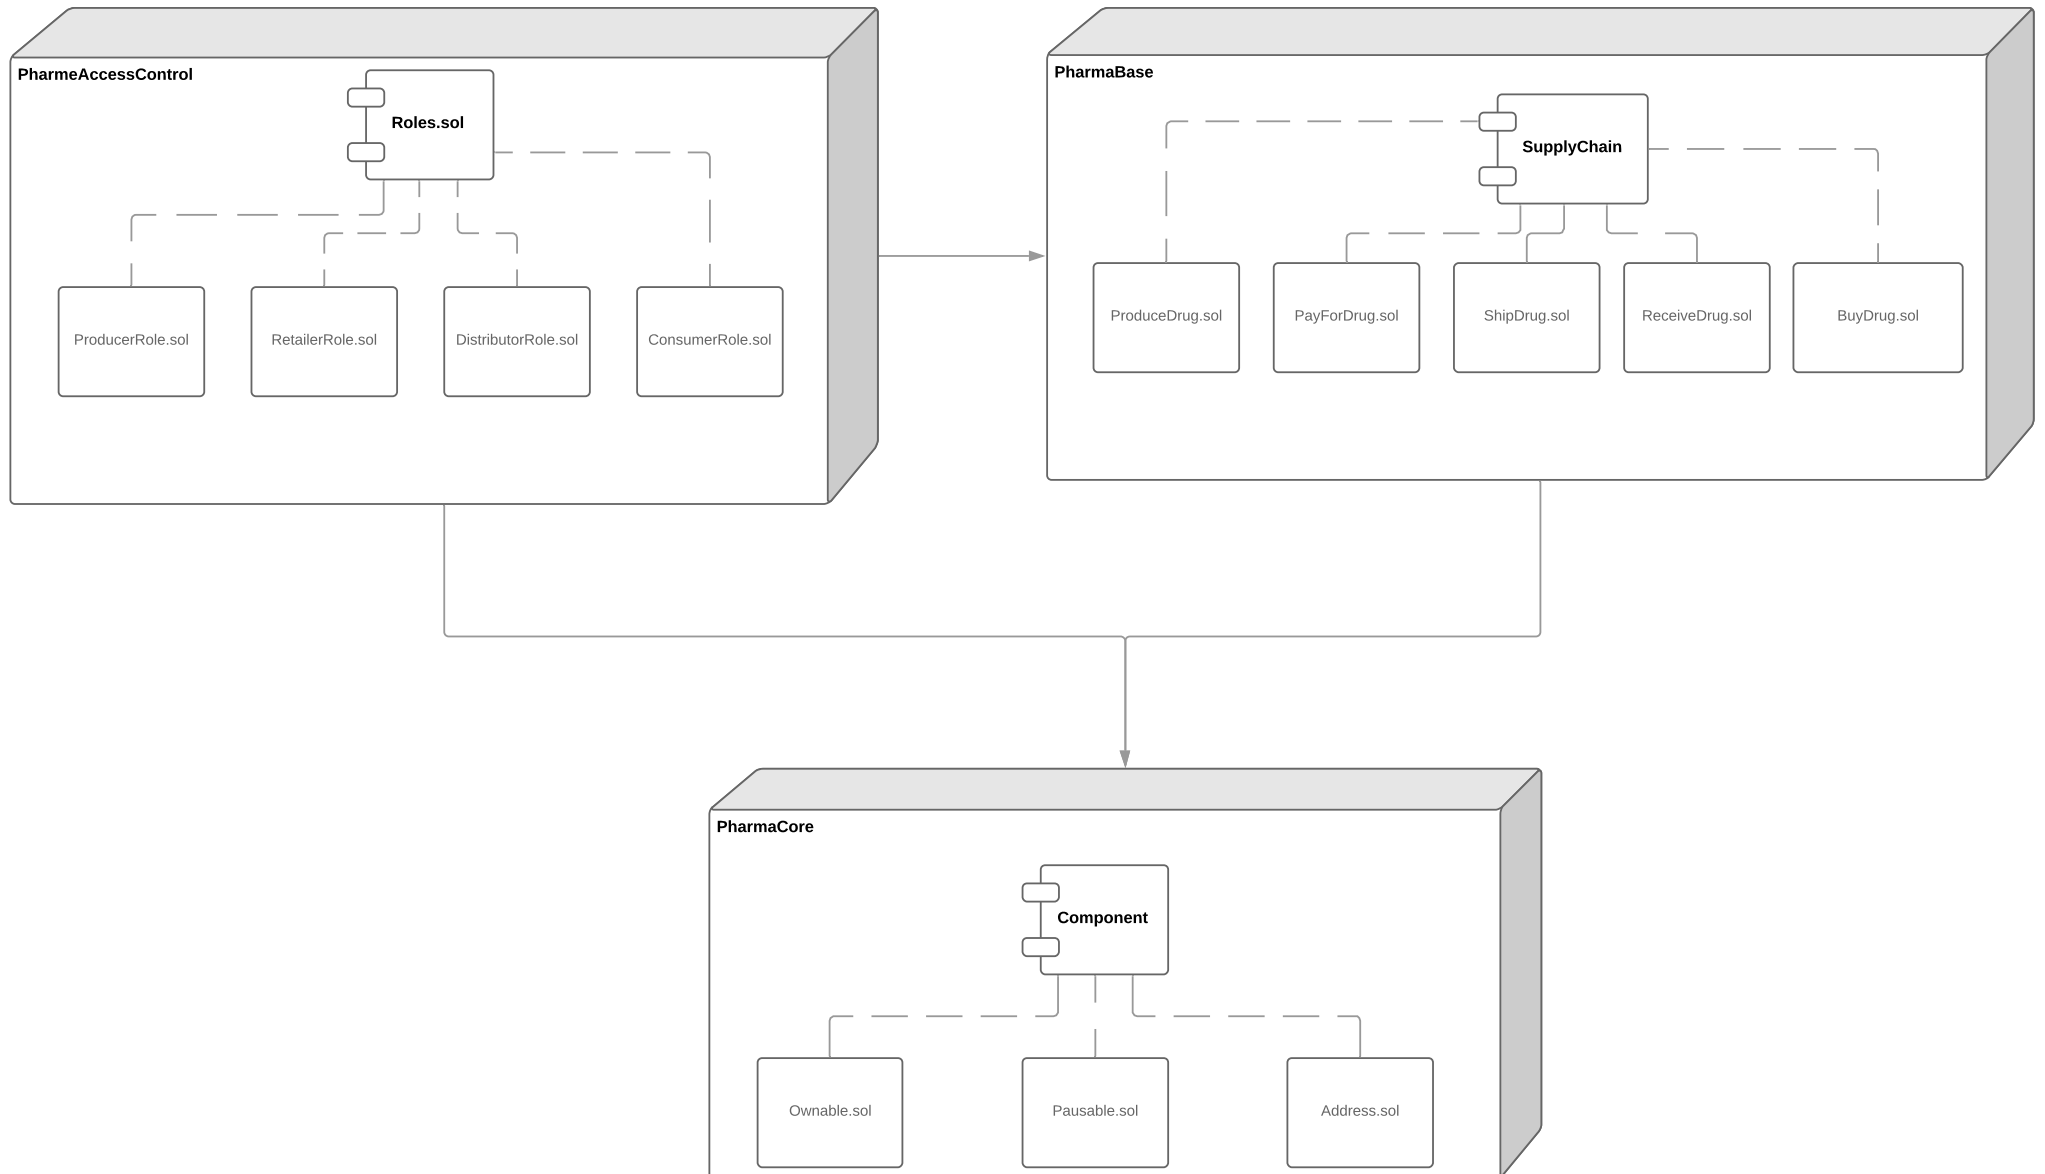 PharmeAccessControl
Roles.sol
ProducerRole.sol
RetailerRole.sol
DistributorRole.sol
ConsumerRole.sol
PharmaBase
SupplyChain
ProduceDrug.sol
PayForDrug.sol
ShipDrug.sol
ReceiveDrug.sol
BuyDrug.sol
PharmaCore
Component
Ownable.sol
Pausable.sol
Address.sol